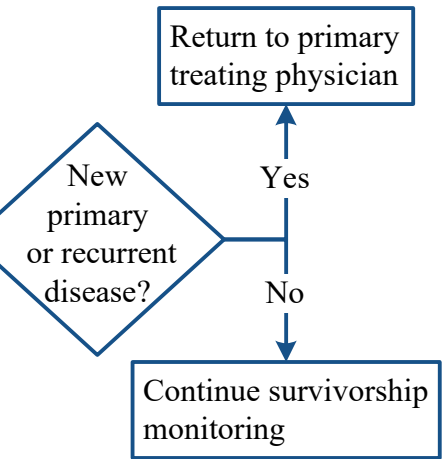 Return to primary
treating physician
Yes
New
primary
or recurrent
disease?
No
Continue survivorship
monitoring